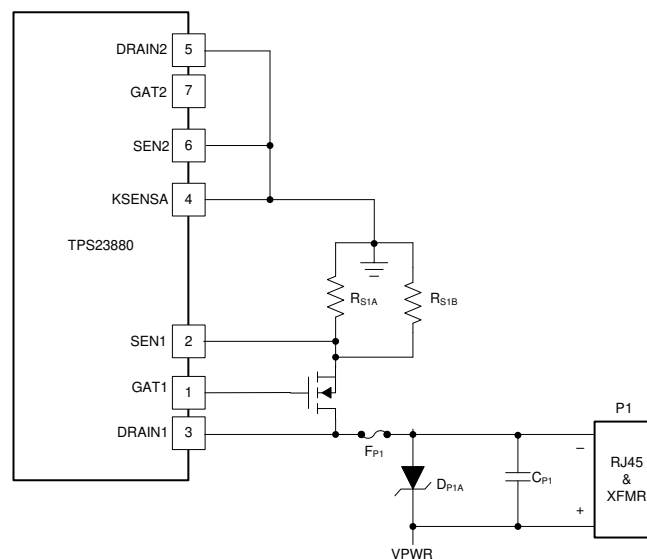 DRAIN2 5
GAT2 7
SEN2 6
KSENSA 4
TPS23880
RS1A RS1B
SEN1 2
GAT1 1
DRAIN1 3
P1
FP1
DP1A
CP1
–
+
RJ45
&
XFMR
VPWR